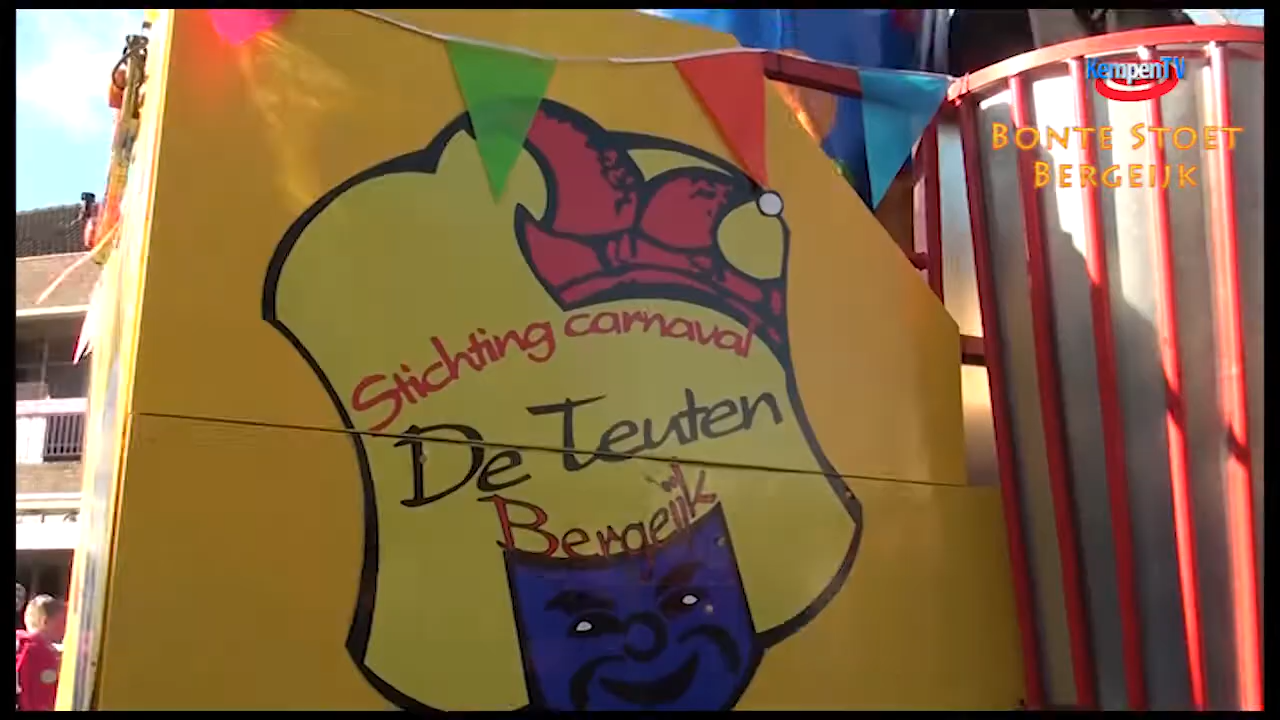 KempenTV
BONTE STOET
BERGEIJK
Stichting carnaval
De Teuten
Bergeijk